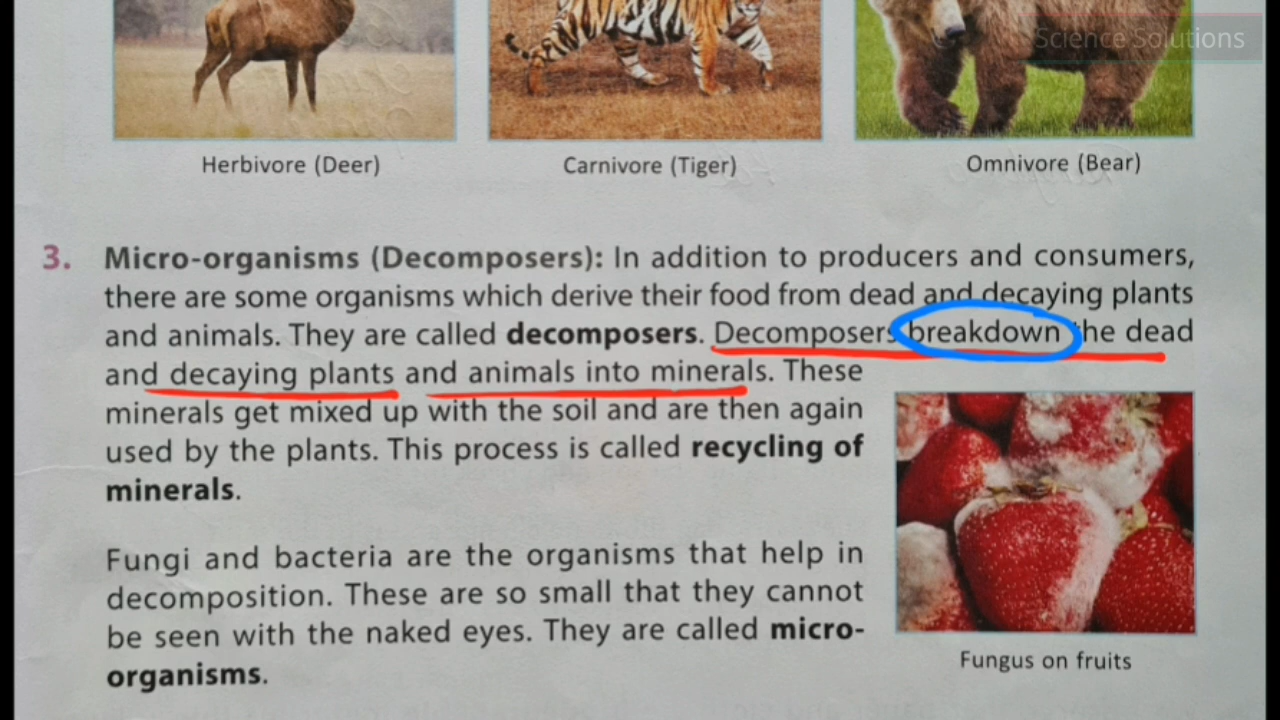 Science Solutions
Herbivore (Deer)
Carnivore (Tiger)
Omnivore (Bear)
3. Micro-organisms (Decomposers): In addition to producers and consumers,
there are some organisms which derive their food from dead and decaying plants
and animals. They are called decomposers. Decomposers breakdown the dead
and decaying plants and animals into minerals. These
minerals get mixed up with the soil and are then again
used by the plants. This process is called recycling of
minerals.
Fungi and bacteria are the organisms that help in
decomposition. These are so small that they cannot
be seen with the naked eyes. They are called micro-
organisms.
Fungus on fruits